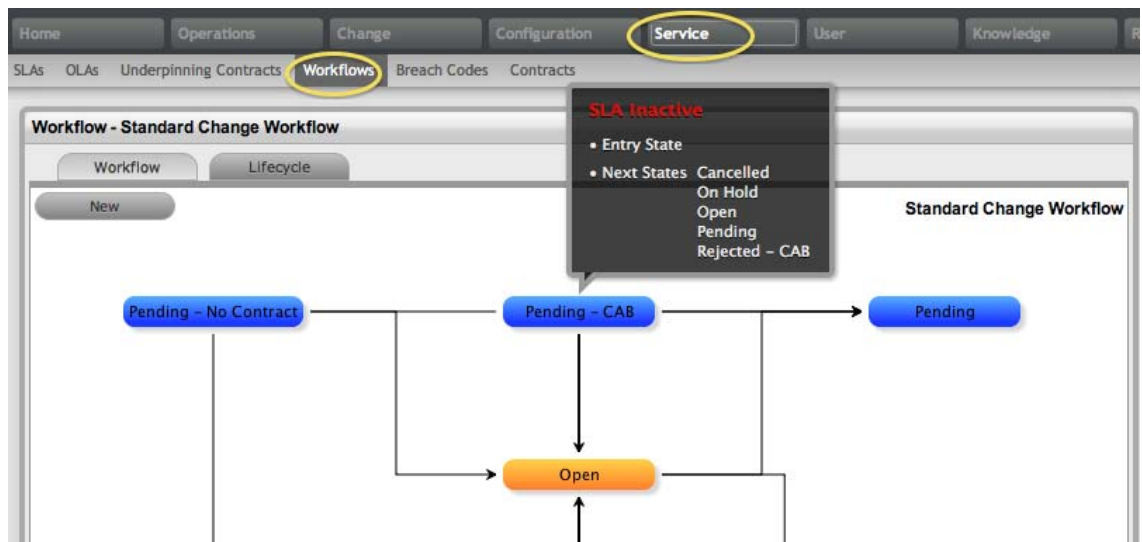 Home Operations Change Configuration Service User Knowledge R
SLAs OLAs Underpinning Contracts Workflows Breach Codes Contracts
Workflow - Standard Change Workflow
Workflow Lifecycle
New
Standard Change Workflow
SLA Inactive
• Entry State
• Next States Cancelled
On Hold
Open
Pending
Rejected – CAB
Pending – No Contract Pending – CAB Pending
Open